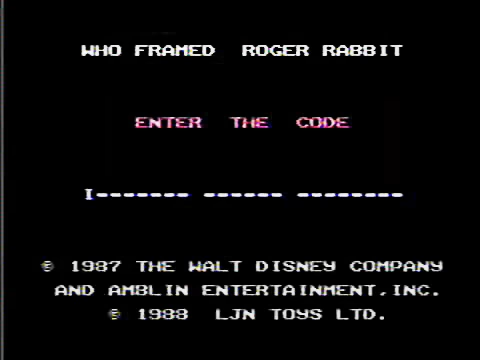 WHO FRAMED ROGER RABBIT
ENTER THE CODE
I------- ------ --------
© 1987 THE WALT DISNEY COMPANY
AND AMBLIN ENTERTAINMENT,INC.
© 1988 LJN TOYS LTD.